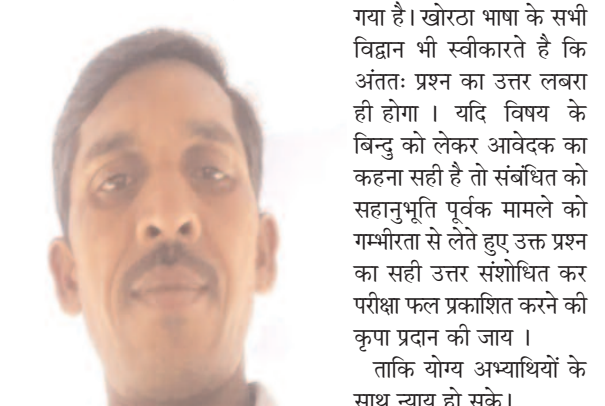 गया है। खोरठा भाषा के सभी
विद्वान भी स्वीकारते है कि
अंततः प्रश्न का उत्तर लबरा
ही होगा । यदि विषय के
बिन्दु को लेकर आवेदक का
कहना सही है तो संबंधित को
सहानुभूति पूर्वक मामले को
गम्भीरता से लेते हुए उक्त प्रश्न
का सही उत्तर संशोधित कर
परीक्षा फल प्रकाशित करने की
कृपा प्रदान की जाय ।
ताकि योग्य अभ्याथियों के
साथ न्याय हो सके।